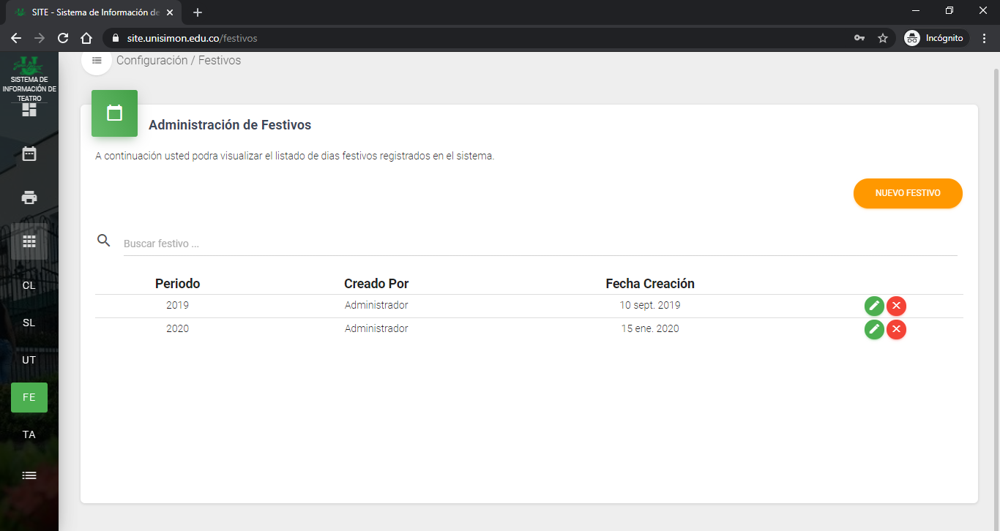 SITE - Sistema de Información de
site.unisimon.edu.co/festivos
Incógnito
SISTEMA DE
INFORMACIÓN DE
TEATRO
Configuración / Festivos
Administración de Festivos
A continuación usted podra visualizar el listado de dias festivos registrados en el sistema.
NUEVO FESTIVO
Buscar festivo ...
Periodo Creado Por Fecha Creación
2019 Administrador 10 sept. 2019
2020 Administrador 15 ene. 2020
CL
SL
UT
FE
TA